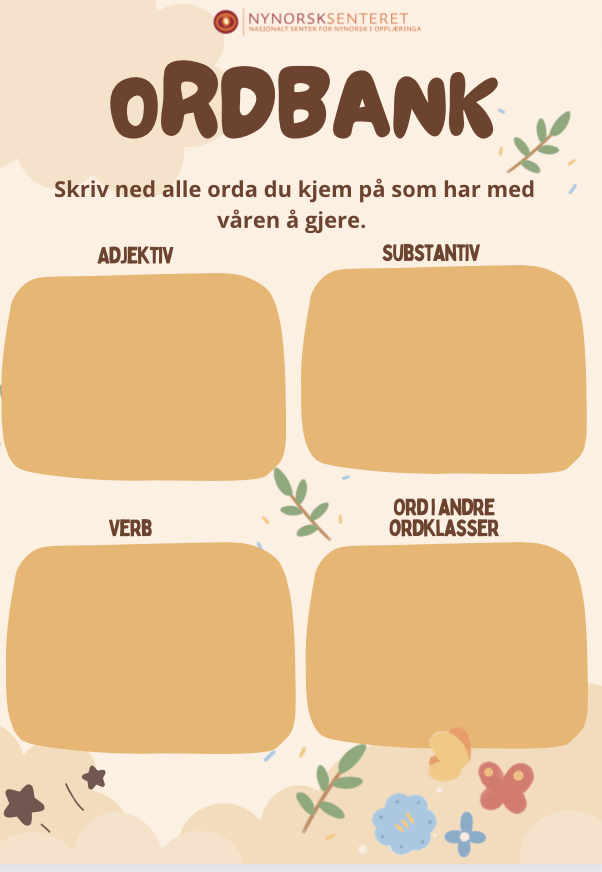 NYNORSKSENTERET
NASJONALT SENTER FOR NYNORSK I OPPLÆRINGA
ORDBANK
Skriv ned alle orda du kjem på som har med
våren å gjere.
ADJEKTIV
SUBSTANTIV
VERB
ORD I ANDRE
ORDKLASSER